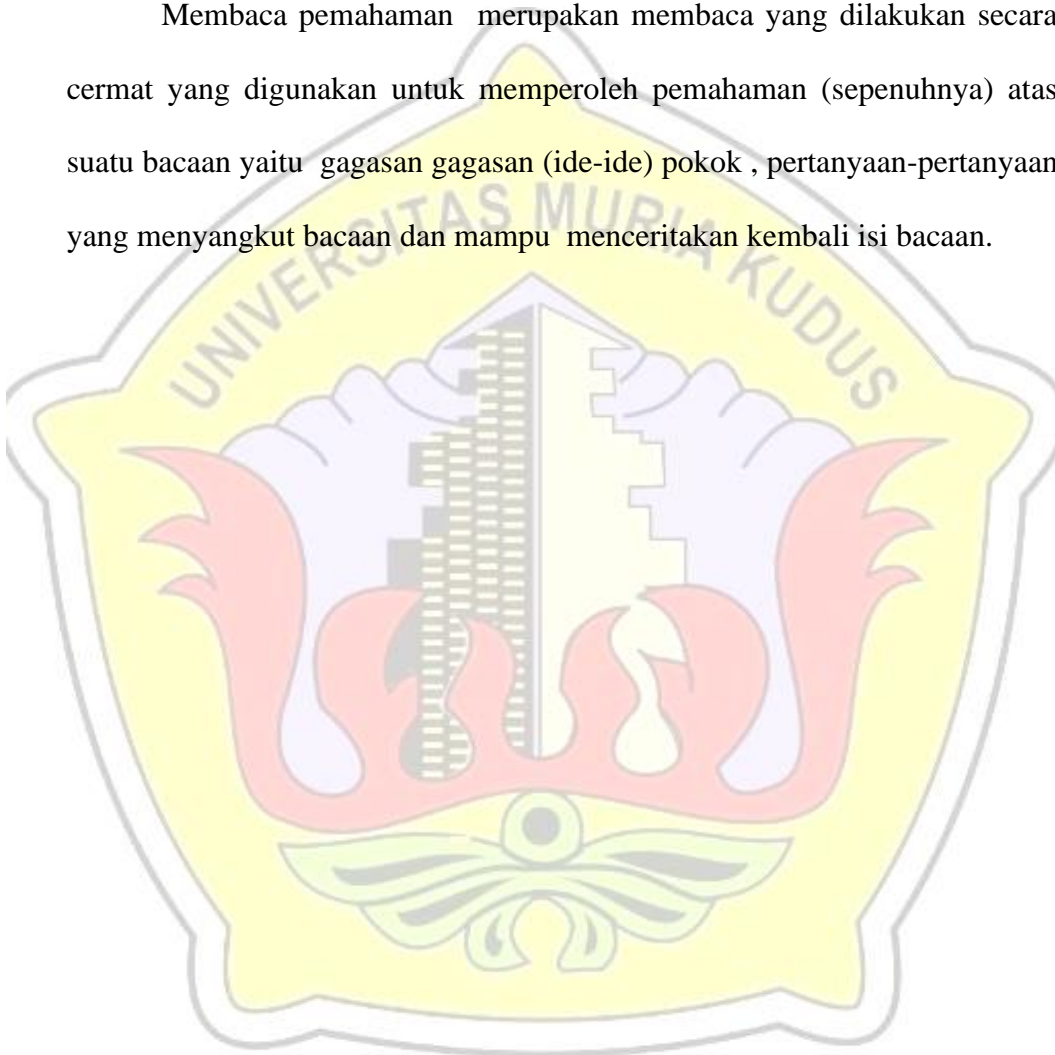 Membaca pemahaman merupakan membaca yang dilakukan secara
cermat yang digunakan untuk memperoleh pemahaman (sepenuhnya) atas
suatu bacaan yaitu gagasan gagasan (ide-ide) pokok , pertanyaan-pertanyaan
yang menyangkut bacaan dan mampu menceritakan kembali isi bacaan.
UNIVERSITAS MURIA KUDUS